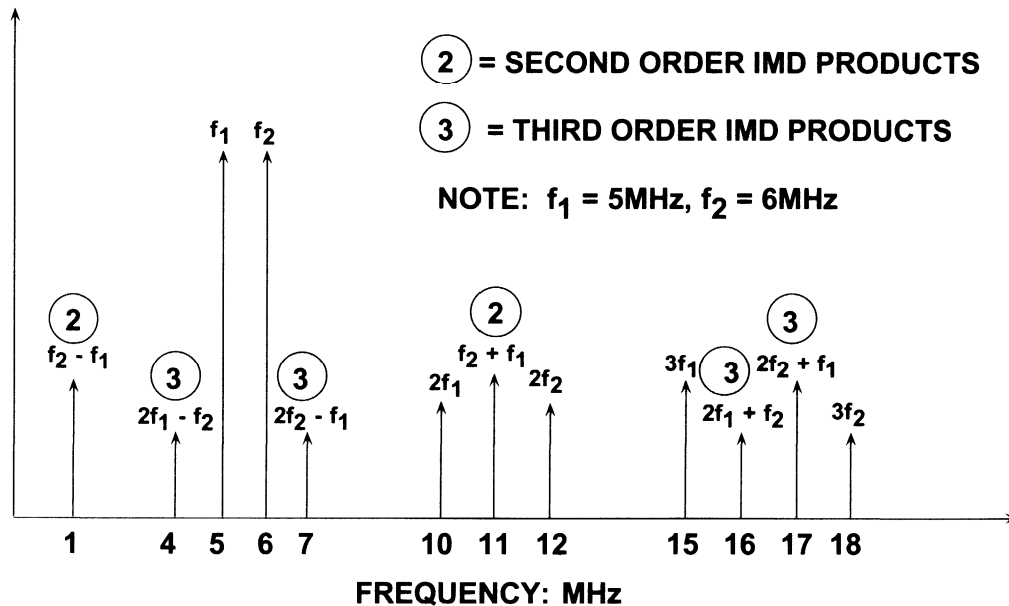 2 = SECOND ORDER IMD PRODUCTS
3 = THIRD ORDER IMD PRODUCTS
NOTE: f1 = 5MHz, f2 = 6MHz
f1
f2
2
f2 - f1
3
2f1 - f2
3
2f2 - f1
2
f2 + f1
2f1
2f2
3
3f1
3
2f2 + f1
2f1 + f2
3f2
1 4 5 6 7 10 11 12 15 16 17 18
FREQUENCY: MHz